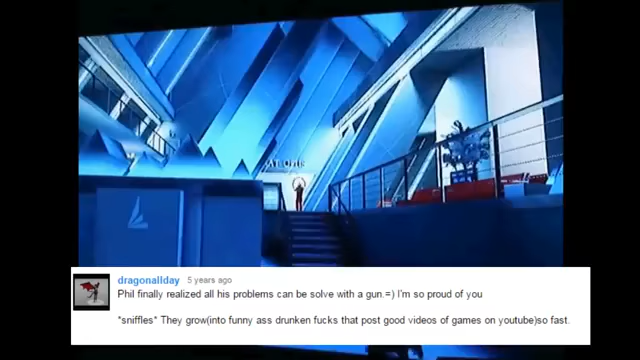 dragonallday 5 years ago
Phil finally realized all his problems can be solve with a gun.=) I'm so proud of you
*sniffles* They grow(into funny ass drunken fucks that post good videos of games on youtube)so fast.